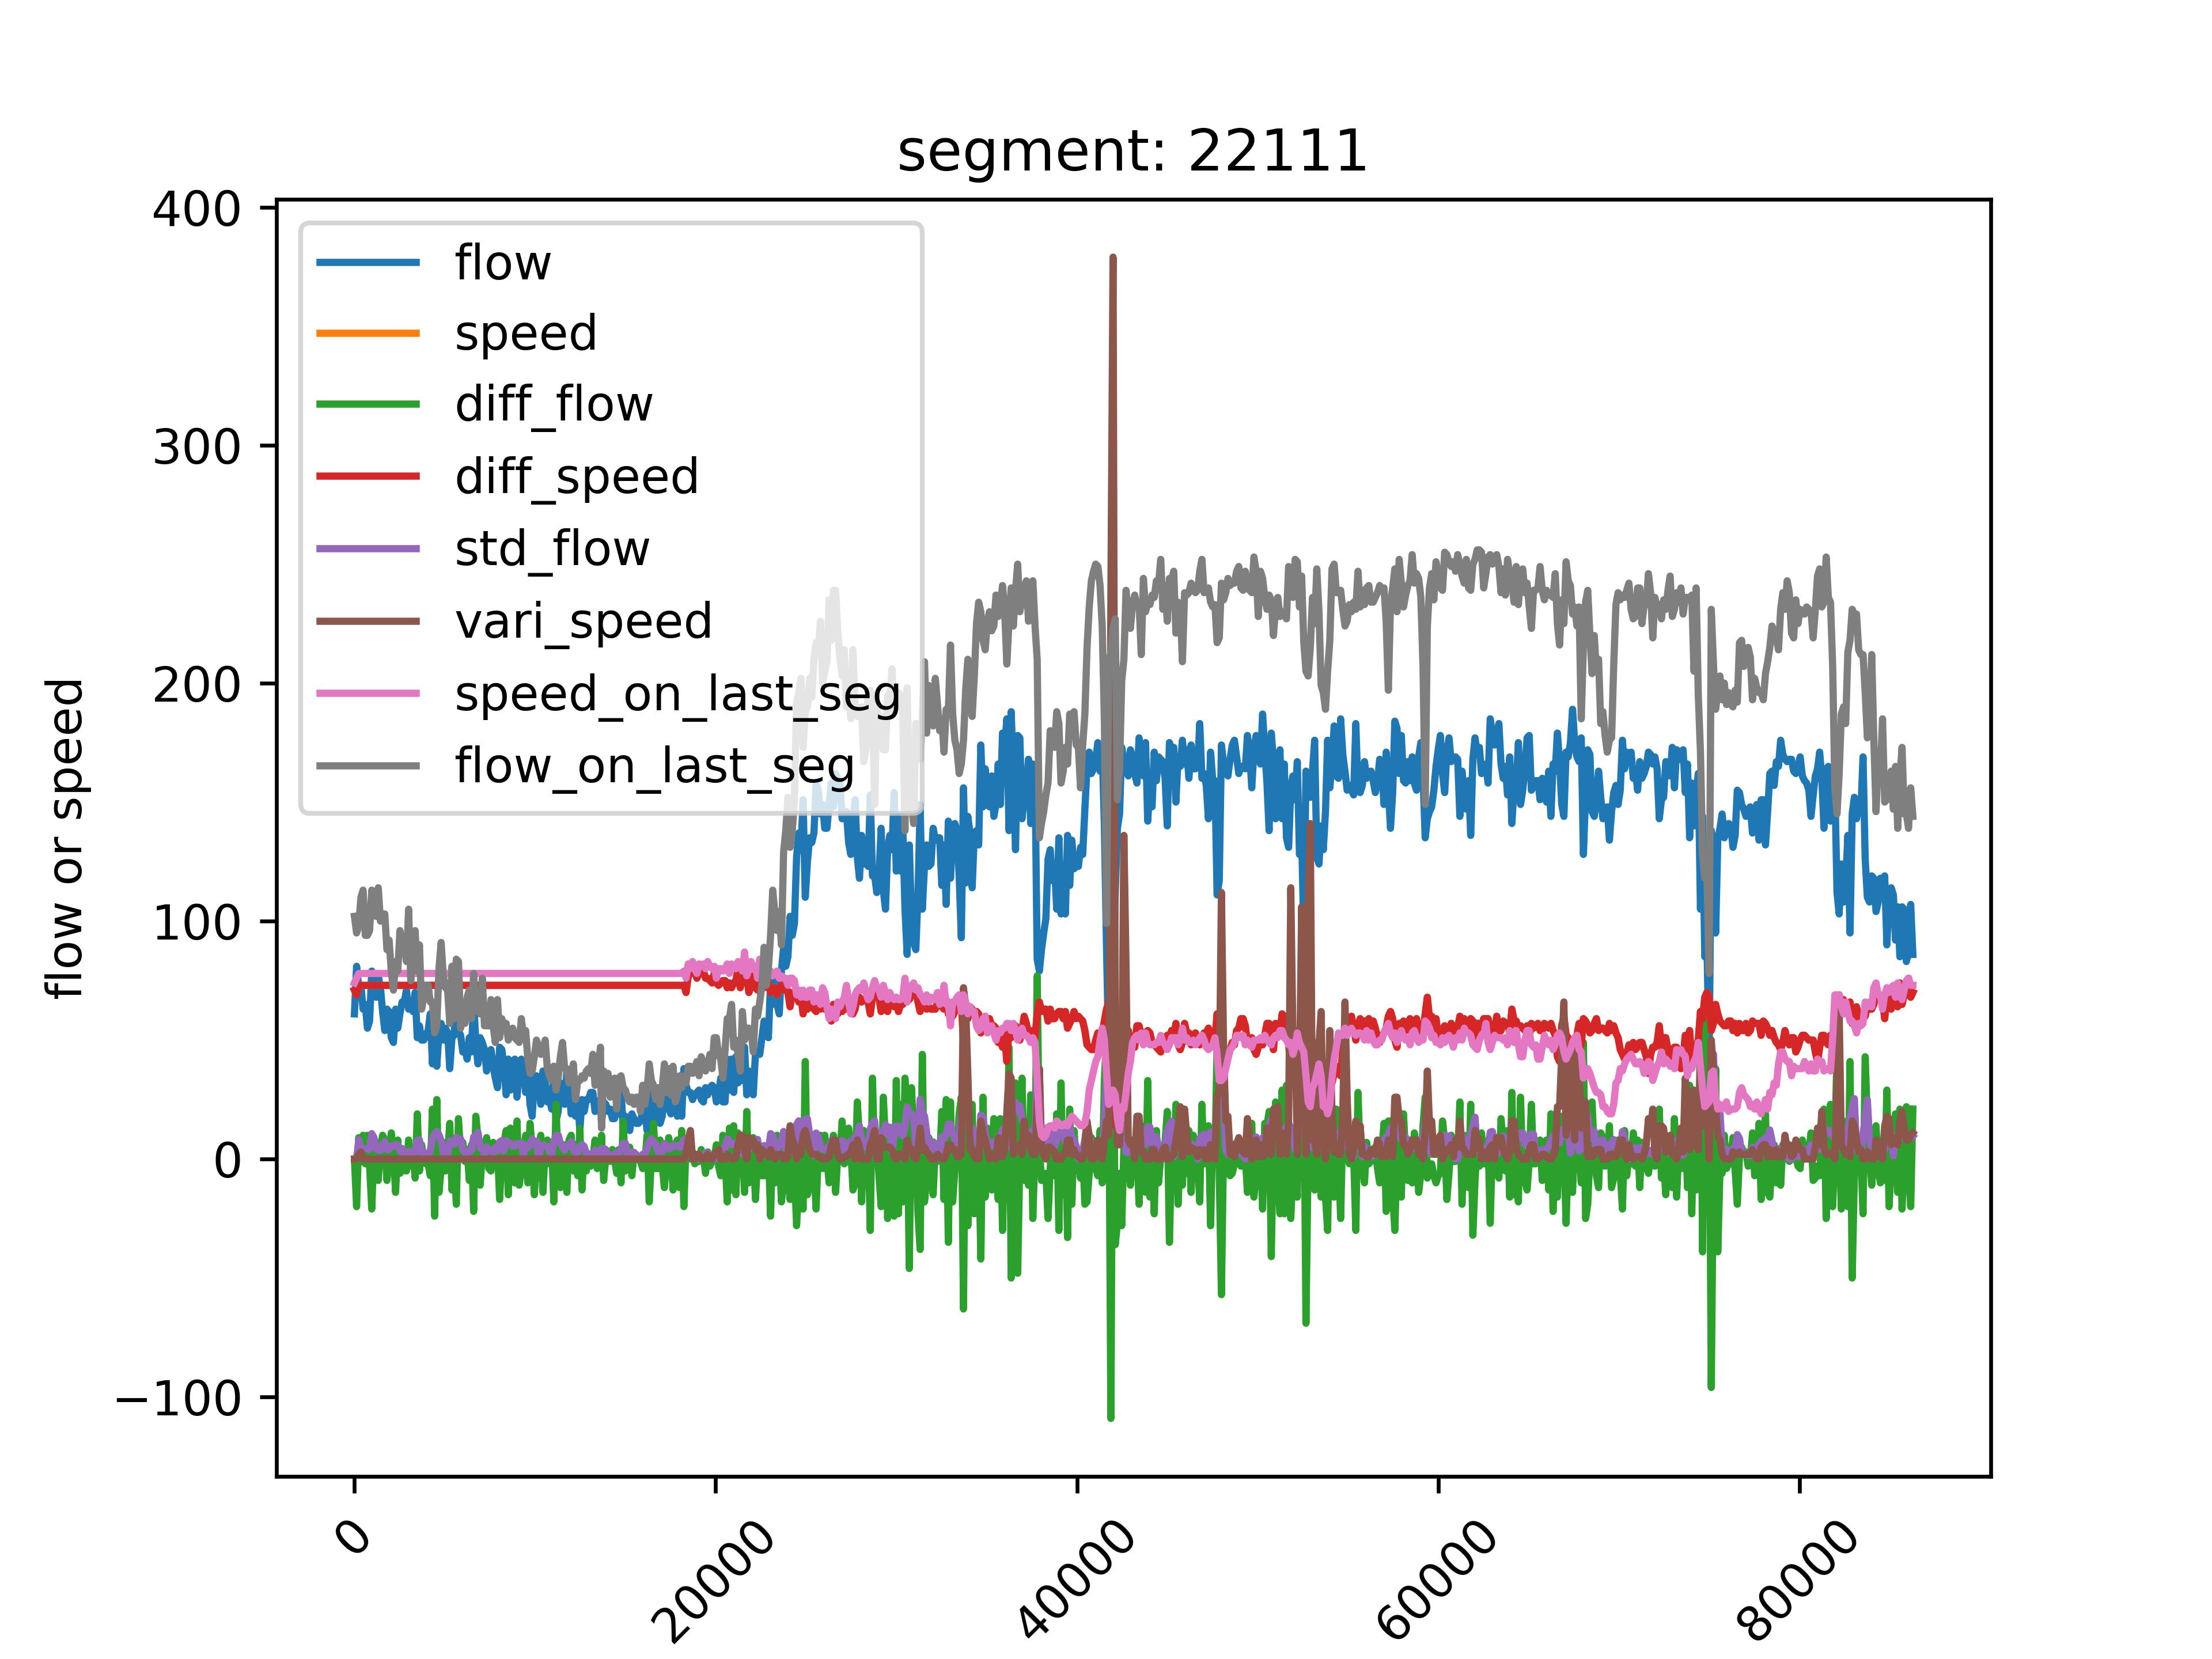 segment: 22111
400
300
200
100
0
−100
flow or speed
flow
speed
diff_flow
diff_speed
std_flow
vari_speed
speed_on_last_seg
flow_on_last_seg
0
20000
40000
60000
80000